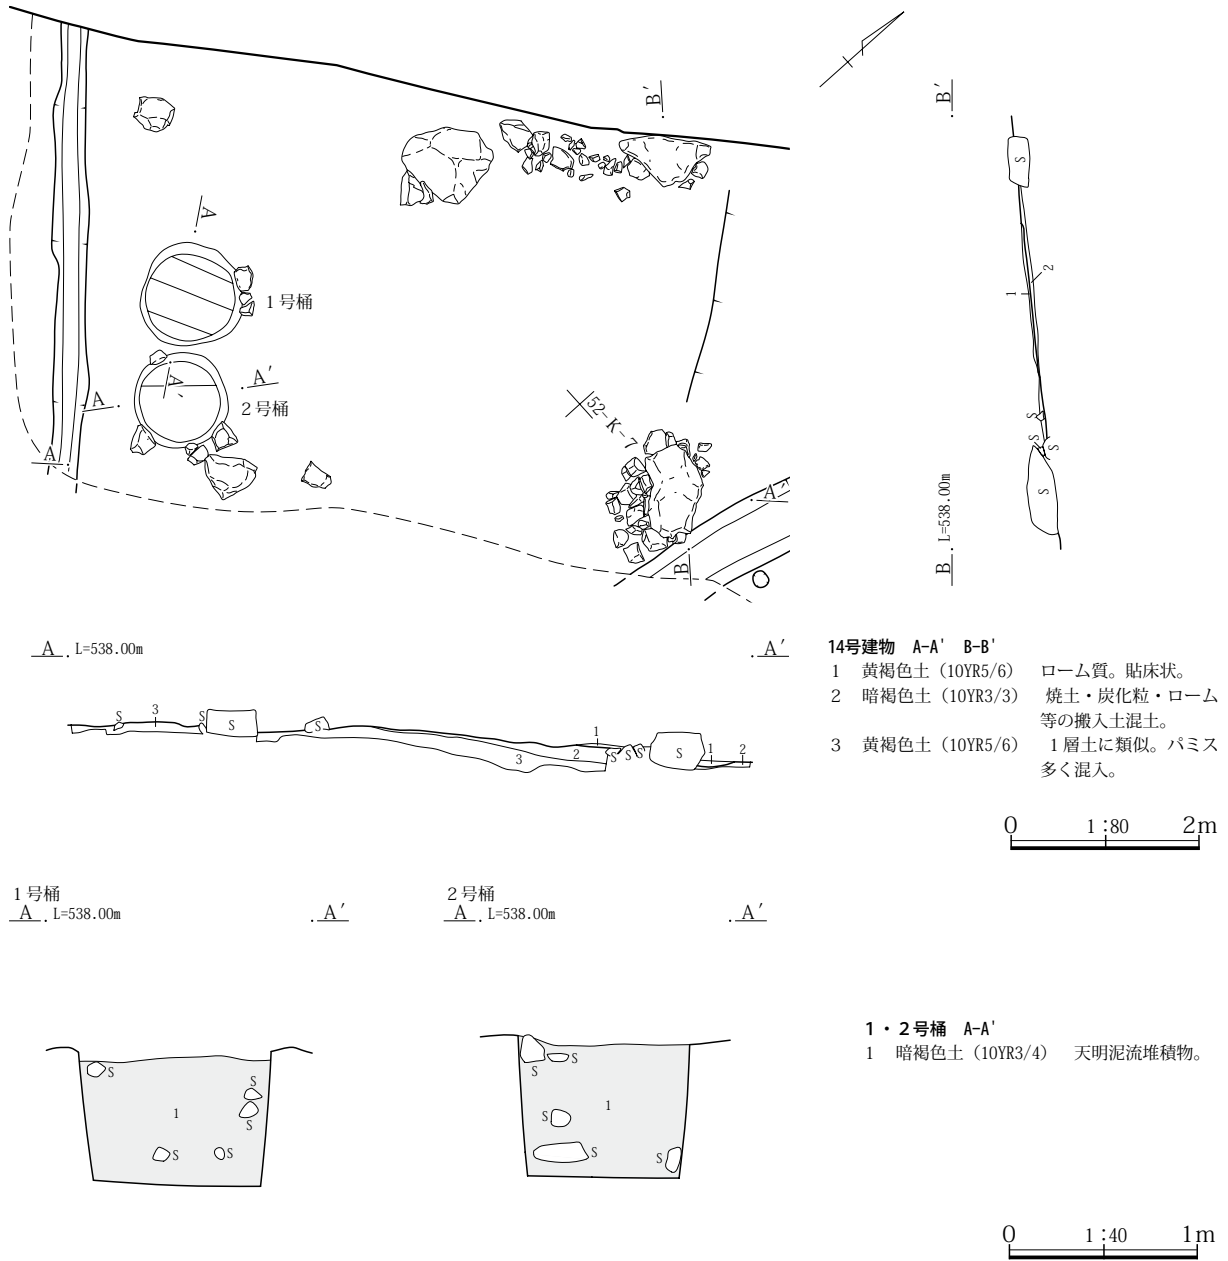 B′
B′
A
1号桶
A′
A′
2号桶
A
52-K-7
A
A′
B
1
2
S
S
S
S
S
B L=538.00m
A L=538.00m
A′
3
S
S
S
S
1
2
3
S S S
S
1
2
14号建物 A-A' B-B'
1 黄褐色土（10YR5/6） ローム質。貼床状。
2 暗褐色土（10YR3/3） 焼土・炭化粒・ローム
等の搬入土混土。
3 黄褐色土（10YR5/6） 1層土に類似。パミス
多く混入。
0 1:80 2m
1号桶
A L=538.00m
A′
2号桶
A L=538.00m
A′
S
S
S
1
S
S
S
S
S
1
S
S
1・2号桶 A-A'
1 暗褐色土（10YR3/4） 天明泥流堆積物。
0 1:40 1m